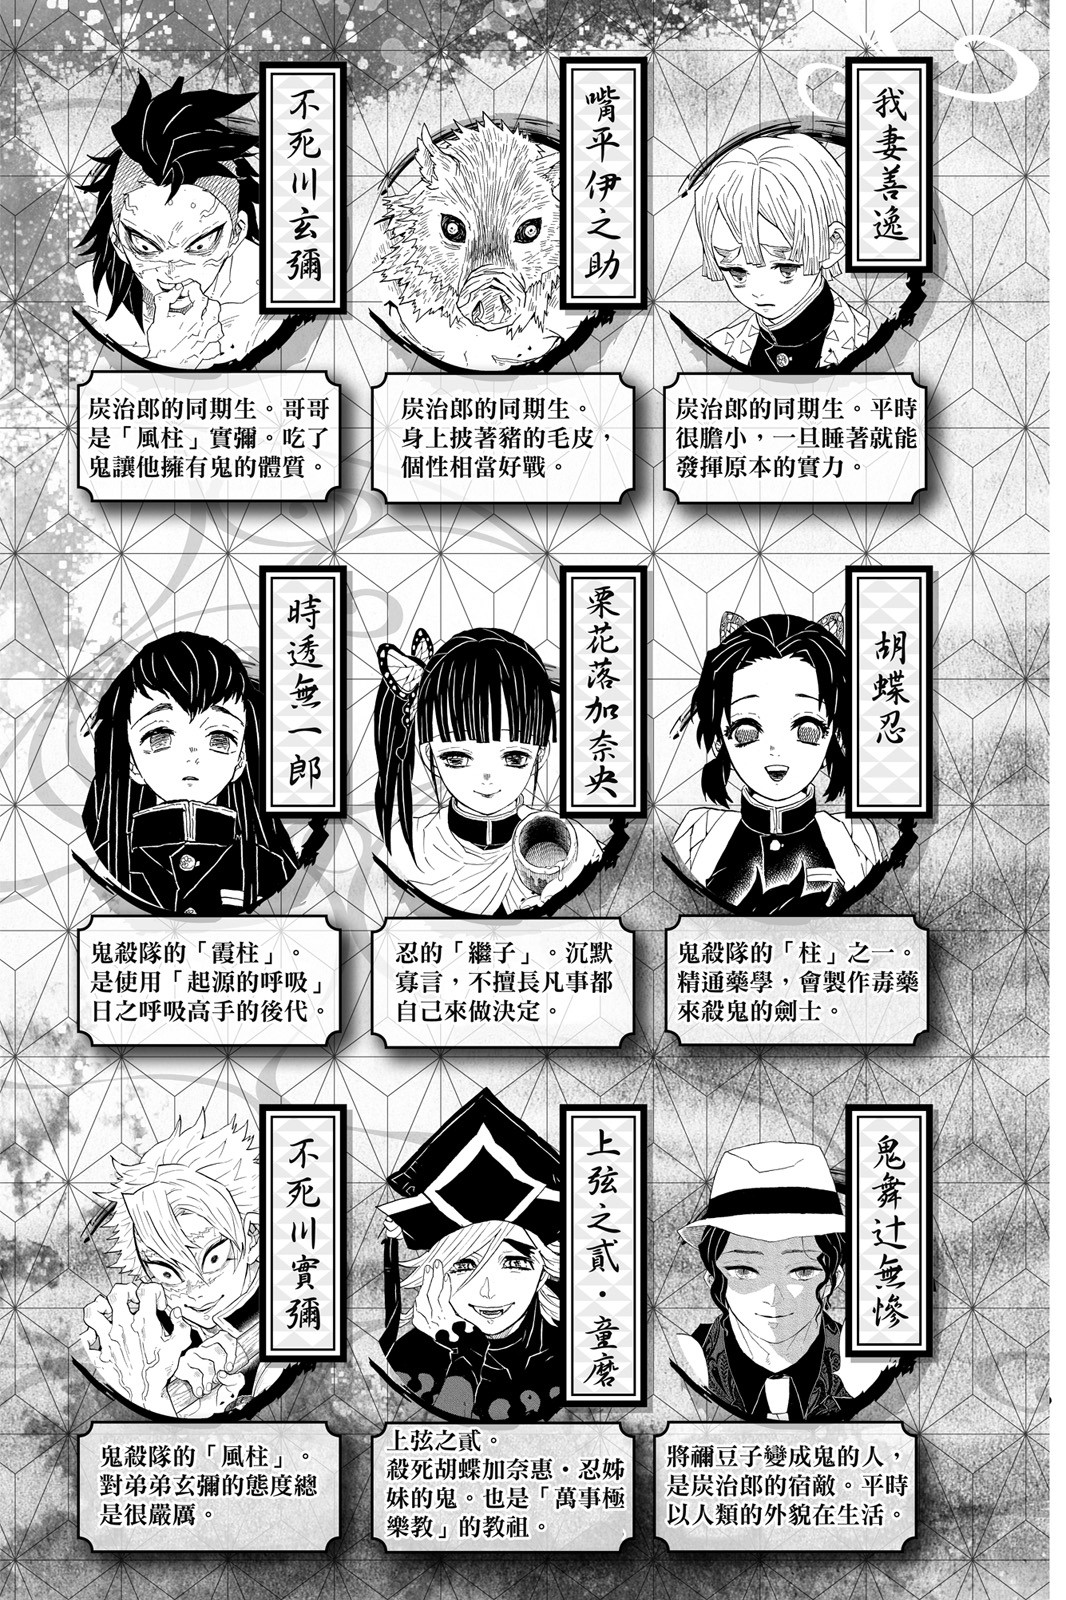 我妻善逸
炭治郎的同期生。平時
很膽小，一旦睡著就能
發揮原本的實力。
嘴平伊之助
炭治郎的同期生。
身上披著豬的毛皮，
個性相當好戰。
不死川玄彌
炭治郎的同期生。哥哥
是「風柱」實彌。吃了
鬼讓他擁有鬼的體質。
胡蝶忍
鬼殺隊的「柱」之一。
精通藥學，會製作毒藥
來殺鬼的劍士。
栗花落加奈央
忍的「繼子」。沉默
寡言，不擅長凡事都
自己來做決定。
時透無一郎
鬼殺隊的「霞柱」。
是使用「起源的呼吸」
日之呼吸高手的後代。
鬼舞辻無慘
將禰豆子變成鬼的人，
是炭治郎的宿敵。平時
以人類的外貌在生活。
上弦之貳・童磨
上弦之貳。
殺死胡蝶加奈惠・忍姊
妹的鬼。也是「萬事極
樂教」的教祖。
不死川實彌
鬼殺隊的「風柱」。
對弟弟玄彌的態度總
是很嚴厲。